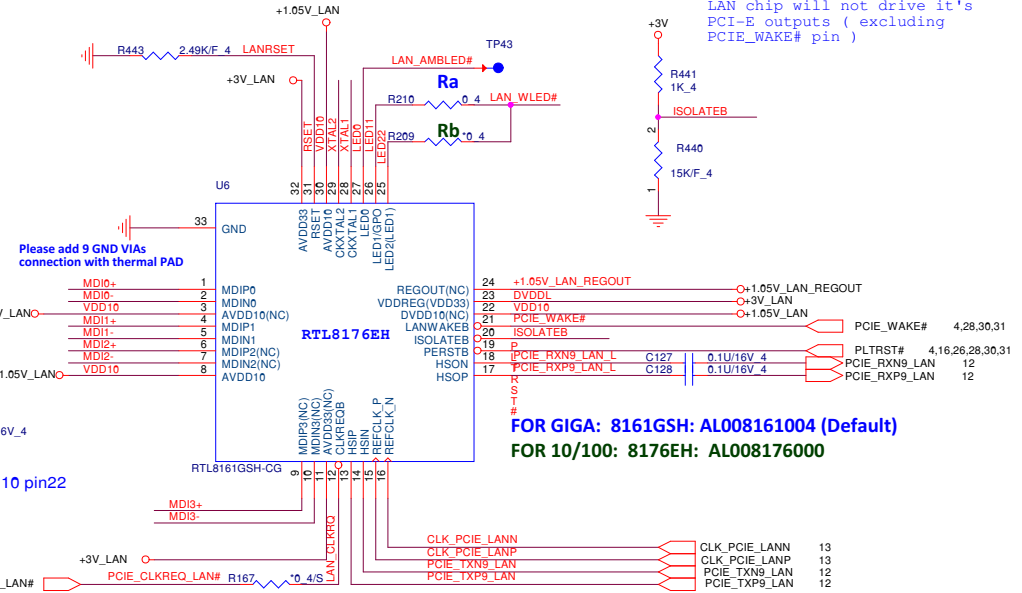 LAN chip will not drive it's
PCI-E outputs ( excluding
PCIE_WAKE# pin )
+1.05V_LAN
+3V
R443 2.49K/F_4 LANRSET
TP43
LAN_AMBLED#
+3V_LAN
Ra
R210 0_4 LAN_WLED#
R441
1K_4
ISOLATEB
Rb
R209 *0_4
2
R440
15K/F_4
1
RSET
VDD10
XTAL2
XTAL1
LED0
LED11
LED22
U6
32 31 30 29 28 27 26 25
AVDD33
RSET
AVDD10
CKXTAL2
CKXTAL1
LED0
LED1/GPO
LED2(LED1)
33 GND
Please add 9 GND VIAs
connection with thermal PAD
MDI0+ 1 MDIP0
MDI0- 2 MDIN0
V_LAN VDD10 3 AVDD10(NC)
MDI1+ 4 MDIP1
MDI1- 5 MDIN1
MDI2+ 6 MDIP2(NC)
MDI2- 7 MDIN2(NC)
1.05V_LAN VDD10 8 AVDD10
RTL8176EH
REGOUT(NC) 24 +1.05V_LAN_REGOUT +1.05V_LAN_REGOUT
VDDREG(VDD33) 23 DVDDL +3V_LAN
DVDD10(NC) 22 VDD10 +1.05V_LAN
LANWAKEB 21 PCIE_WAKE# PCIE_WAKE# 4,28,30,31
ISOLATEB 20 ISOLATEB
PERSTB 19 PLTRST# PLTRST# 4,16,26,28,30,31
HSON 18 PCIE_RXN9_LAN_L C127 0.1U/16V_4 PCIE_RXN9_LAN 12
HSOP 17 PCIE_RXP9_LAN_L C128 0.1U/16V_4 PCIE_RXP9_LAN 12
MDIP3(NC)
MDIN3(NC)
AVDD33(NC)
CLKREQB
HSIP
HSIN
REFCLK_P
REFCLK_N
FOR GIGA: 8161GSH: AL008161004 (Default)
FOR 10/100: 8176EH: AL008176000
6V_4
RTL8161GSH-CG
9 10 11 12 13 14 15 16
10 pin22
MDI3+
MDI3-
LAN_CLKRQ
CLK_PCIE_LANN CLK_PCIE_LANN 13
CLK_PCIE_LANP CLK_PCIE_LANP 13
PCIE_TXN9_LAN PCIE_TXN9_LAN 12
PCIE_TXP9_LAN PCIE_TXP9_LAN 12
+3V_LAN
_LAN# PCIE_CLKREQ_LAN# R167 *0_4/S